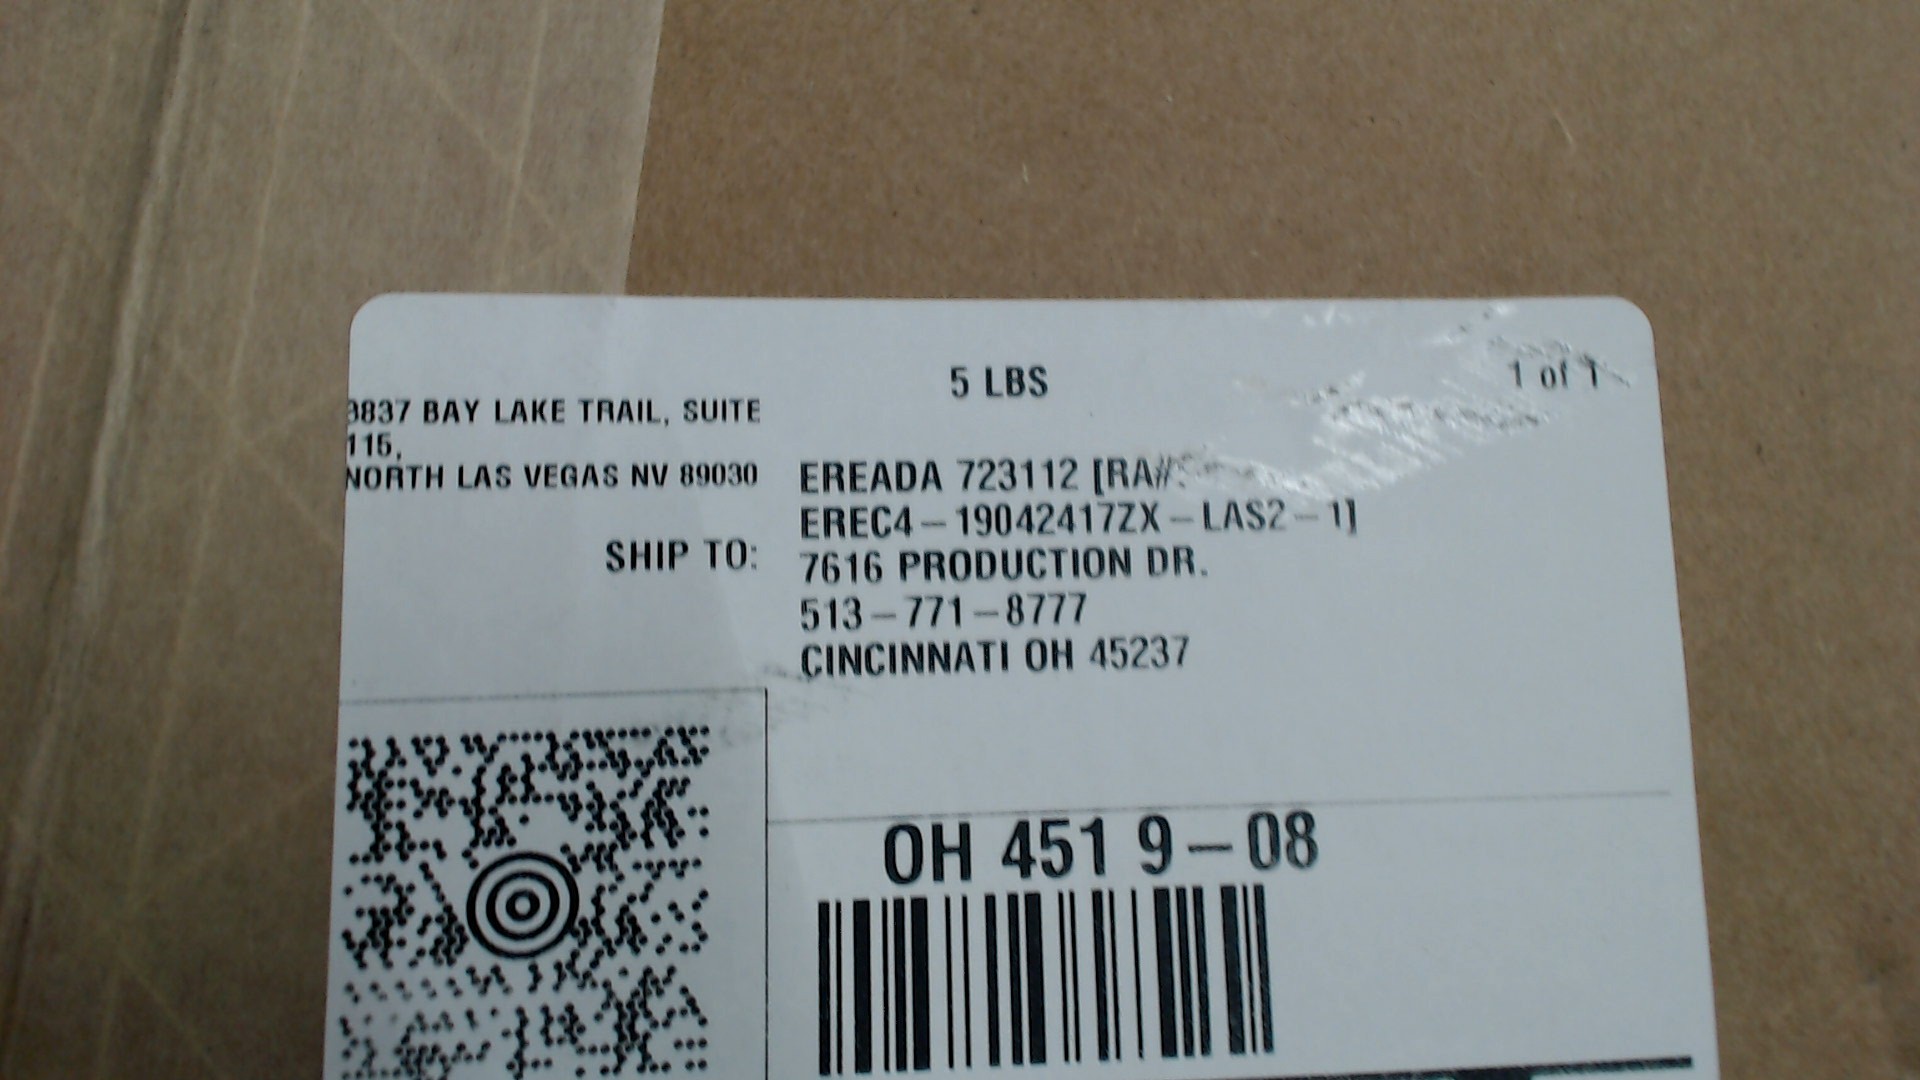 5 LBS
1 of 1
3837 BAY LAKE TRAIL, SUITE
115,
NORTH LAS VEGAS NV 89030
SHIP TO:
EREADA 723112 [RA#:
EREC4-19042417ZX-LAS2-1]
7616 PRODUCTION DR.
513-771-8777
CINCINNATI OH 45237
OH 451 9-08